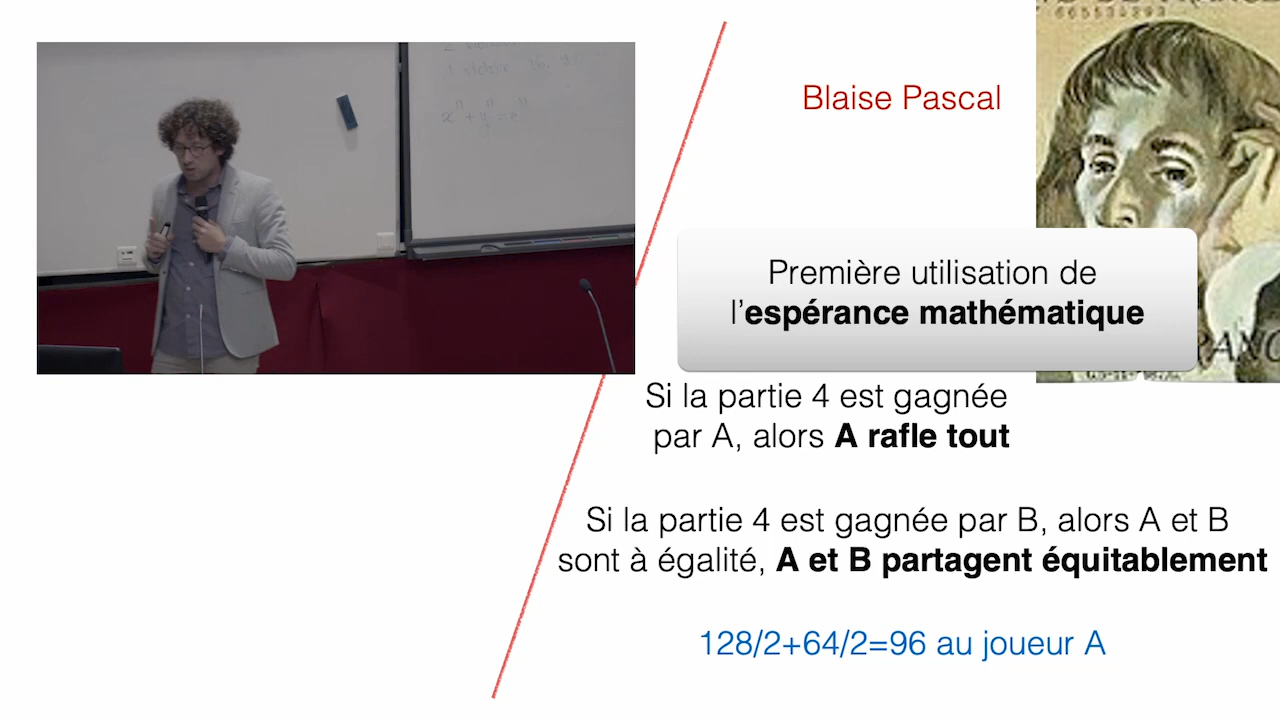 Blaise Pascal
Première utilisation de
l'espérance mathématique
Si la partie 4 est gagnée
par A, alors A rafle tout
Si la partie 4 est gagnée par B, alors A et B
sont à égalité, A et B partagent équitablement
128/2+64/2=96 au joueur A